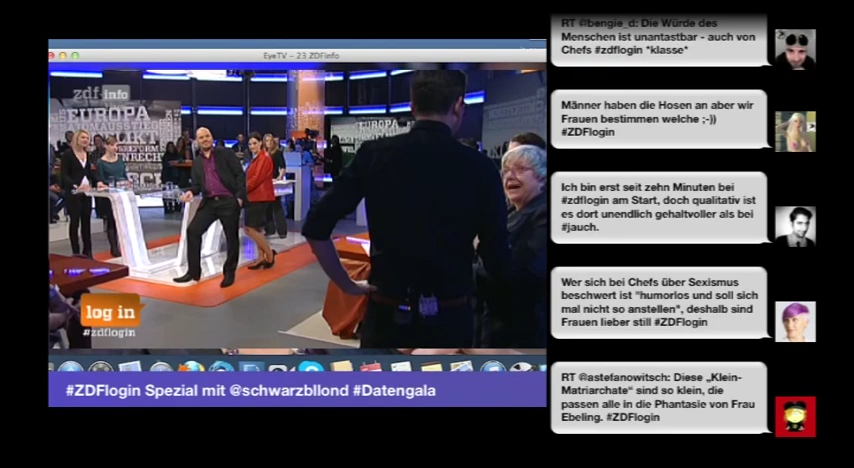 EyeTV – 23 ZDFinfo
zdf.info
EUROPA
EUROPA
log in
#zdflogin
#ZDFlogin Spezial mit @schwarzbllond #Datengala
RT @bengie_d: Die Würde des
Menschen ist unantastbar - auch von
Chefs #zdflogin *klasse*
Männer haben die Hosen an aber wir
Frauen bestimmen welche ;-))
#ZDFlogin
Ich bin erst seit zehn Minuten bei
#zdflogin am Start, doch qualitativ ist
es dort unendlich gehaltvoller als bei
#jauch.
Wer sich bei Chefs über Sexismus
beschwert ist "humorlos und soll sich
mal nicht so anstellen", deshalb sind
Frauen lieber still #ZDFlogin
RT @astefanowitsch: Diese „Klein-
Matriarchate“ sind so klein, die
passen alle in die Phantasie von Frau
Ebeling. #ZDFlogin